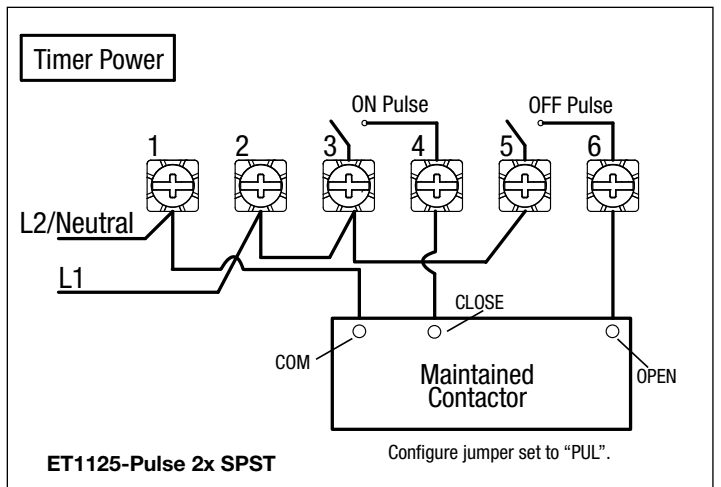 Timer Power
ON Pulse
OFF Pulse
1 2 3 4 5 6
L2/Neutral
L1
CLOSE
COM
OPEN
Maintained
Contactor
ET1125-Pulse 2x SPST
Configure jumper set to “PUL”.